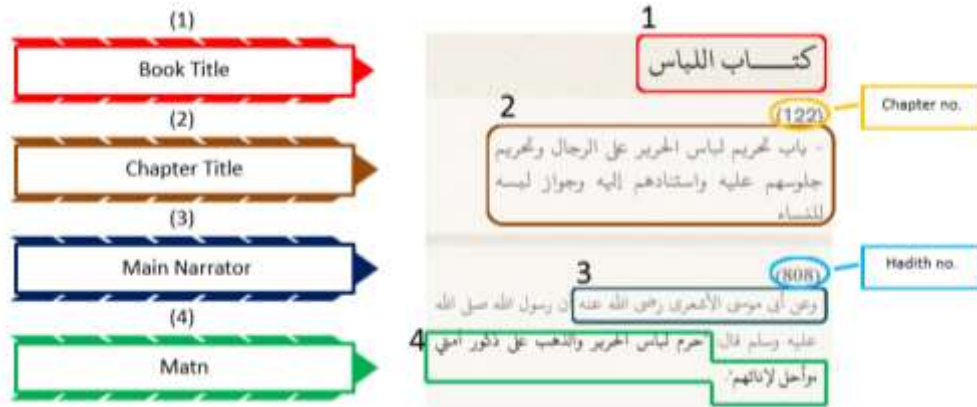 (1)
Book Title
(2)
Chapter Title
(3)
Main Narrator
(4)
Matn
1
كتـــاب اللباس
Chapter no.
2
(122)
- باب تحريم لباس الحرير على الرجال وتحريم
جلوسهم عليه واستنادهم إليه وجواز لبسه
للنساء
Hadith no.
3
(808)
وعن أبي موسى الأشعرى رضى الله عنه أن رسول الله صلى الله
4
عليه وسلم قال: حرم لباس الحرير والذهب على ذكور أمتي
وأحل لإناثهم".